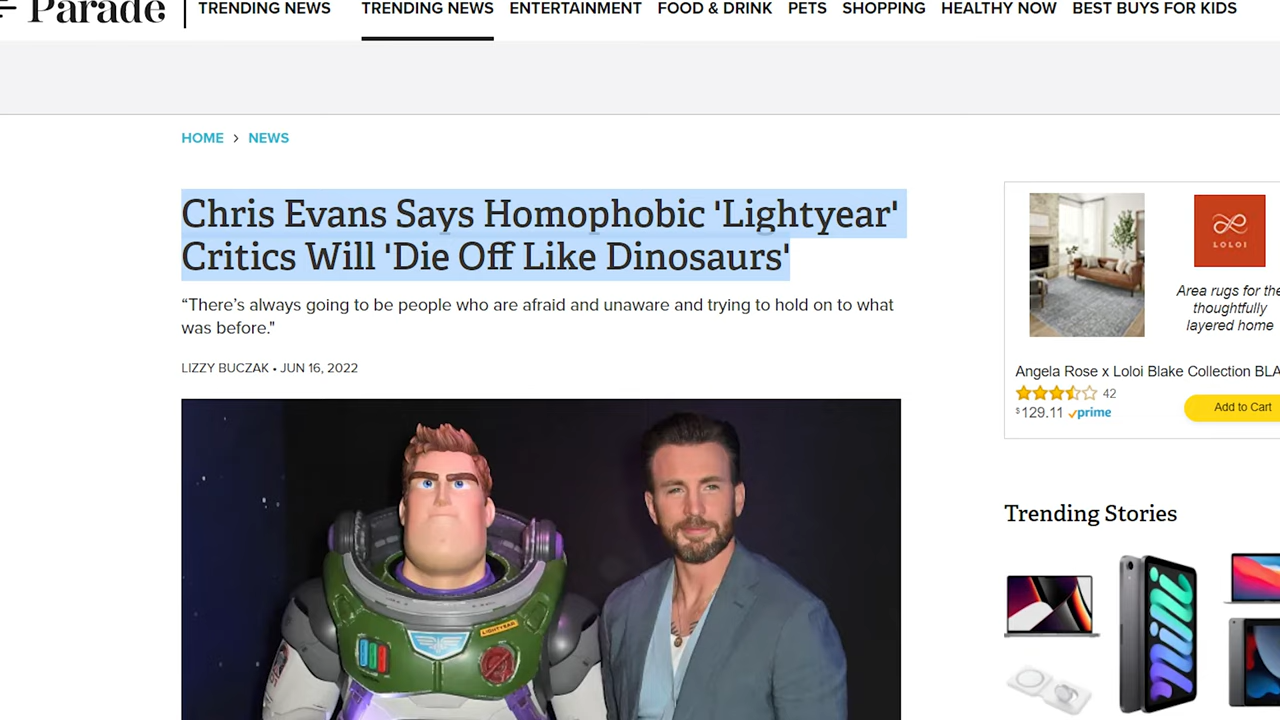 Parade
TRENDING NEWS
TRENDING NEWS ENTERTAINMENT FOOD & DRINK PETS SHOPPING HEALTHY NOW BEST BUYS FOR KIDS
HOME > NEWS
Chris Evans Says Homophobic 'Lightyear'
Critics Will 'Die Off Like Dinosaurs'
“There’s always going to be people who are afraid and unaware and trying to hold on to what
was before."
LIZZY BUCZAK • JUN 16, 2022
LIGHTYEAR
LOLOI
Area rugs for the
thoughtfully
layered home
Angela Rose x Loloi Blake Collection BLA
42
$129.11 prime
Add to Cart
Trending Stories